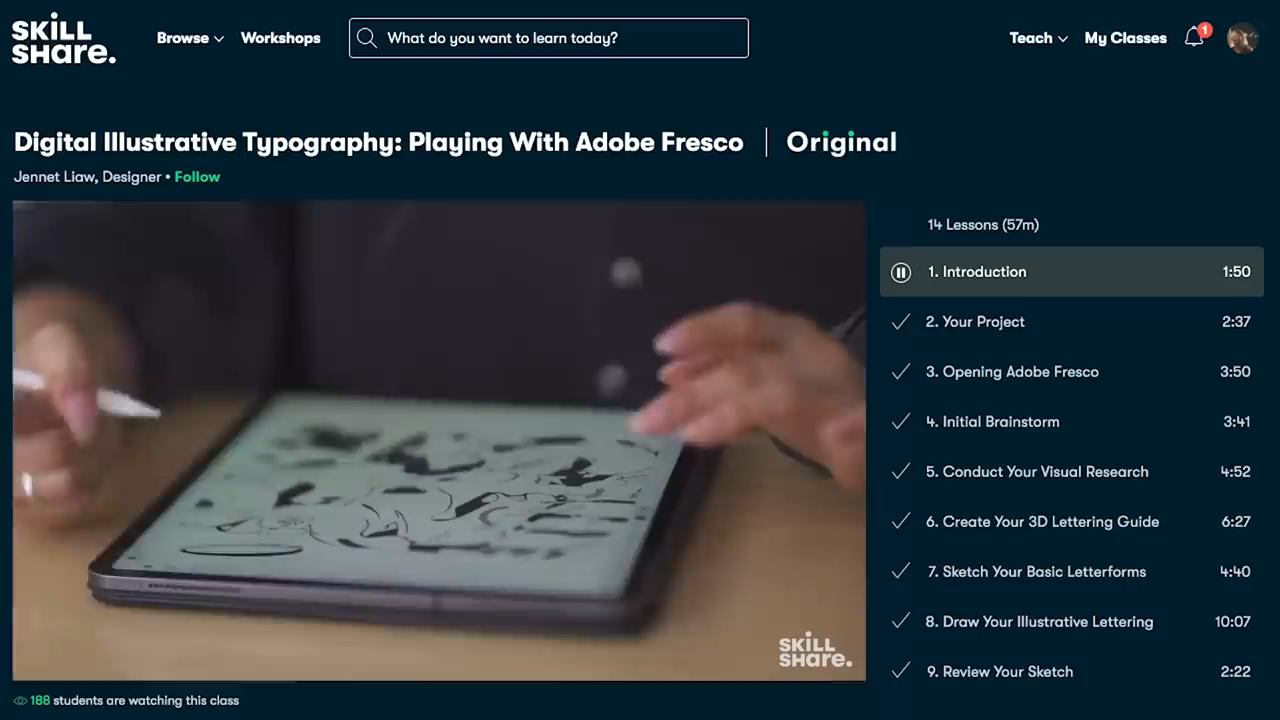 SKiLL
SHare.
Browse
Workshops
What do you want to learn today?
Teach
My Classes
1
Digital Illustrative Typography: Playing With Adobe Fresco | Original
Jennet Liaw, Designer • Follow
14 Lessons (57m)
1. Introduction 1:50
2. Your Project 2:37
3. Opening Adobe Fresco 3:50
4. Initial Brainstorm 3:41
5. Conduct Your Visual Research 4:52
6. Create Your 3D Lettering Guide 6:27
7. Sketch Your Basic Letterforms 4:40
8. Draw Your Illustrative Lettering 10:07
9. Review Your Sketch 2:22
SKiLL
SHare.
188 students are watching this class